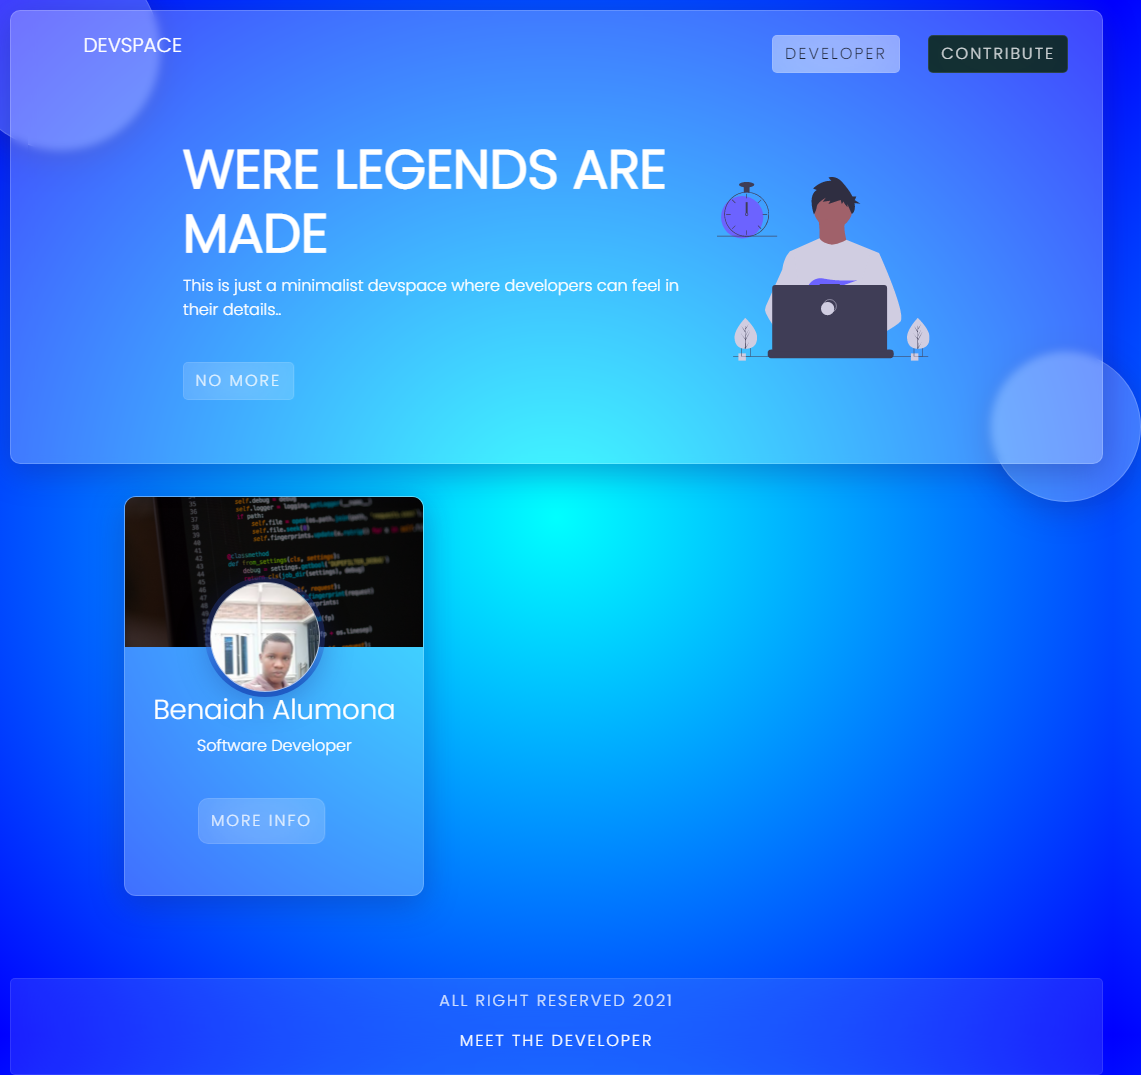 DEVSPACE
DEVELOPER
CONTRIBUTE
WERE LEGENDS ARE
MADE
This is just a minimalist devspace where developers can feel in
their details..
NO MORE
Benaiah Alumona
Software Developer
MORE INFO
ALL RIGHT RESERVED 2021
MEET THE DEVELOPER